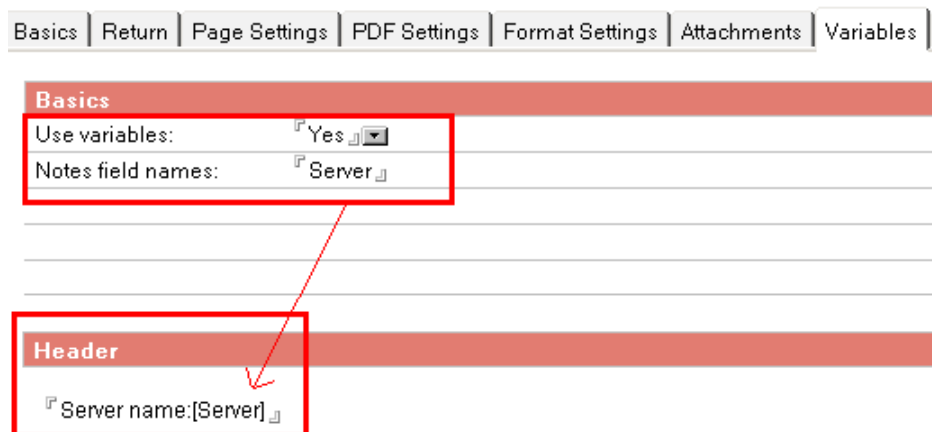 Basics Return Page Settings PDF Settings Format Settings Attachments Variables
Basics
Use variables: Yes
Notes field names: Server
Header
Server name:[Server]